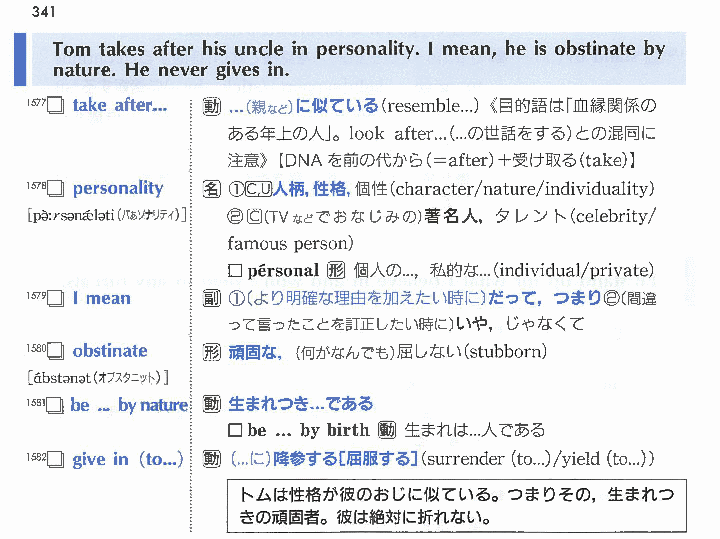 341
Tom takes after his uncle in personality. I mean, he is obstinate by
nature. He never gives in.
1577□ take after... 動 …(親など)に似ている(resemble...)《目的語は「血縁関係の
ある年上の人」。look after...(…の世話をする)との混同に
注意》【DNAを前の代から(=after)+受け取る(take)】
1578□ personality 名 ①C,U人柄, 性格, 個性(character/nature/individuality)
[pə̀ːrsənǽləti(パぁソナリティ)] ②C(TVなどでおなじみの)著名人, タレント(celebrity/
famous person)
□ pérsonal 形 個人の…, 私的な…(individual/private)
1579□ I mean 副 ①(より明確な理由を加えたい時に)だって, つまり②(間違
って言ったことを訂正したい時に)いや, じゃなくて
1580□ obstinate 形 頑固な, (何がなんでも)屈しない(stubborn)
[ábstənət(オブスタニット)]
1581□ be ... by nature 動 生まれつき…である
□ be ... by birth 動 生まれは…人である
1582□ give in (to...) 動 (…に)降参する[屈服する](surrender (to...)/yield (to...))
トムは性格が彼のおじに似ている。つまりその, 生まれつ
きの頑固者。彼は絶対に折れない。